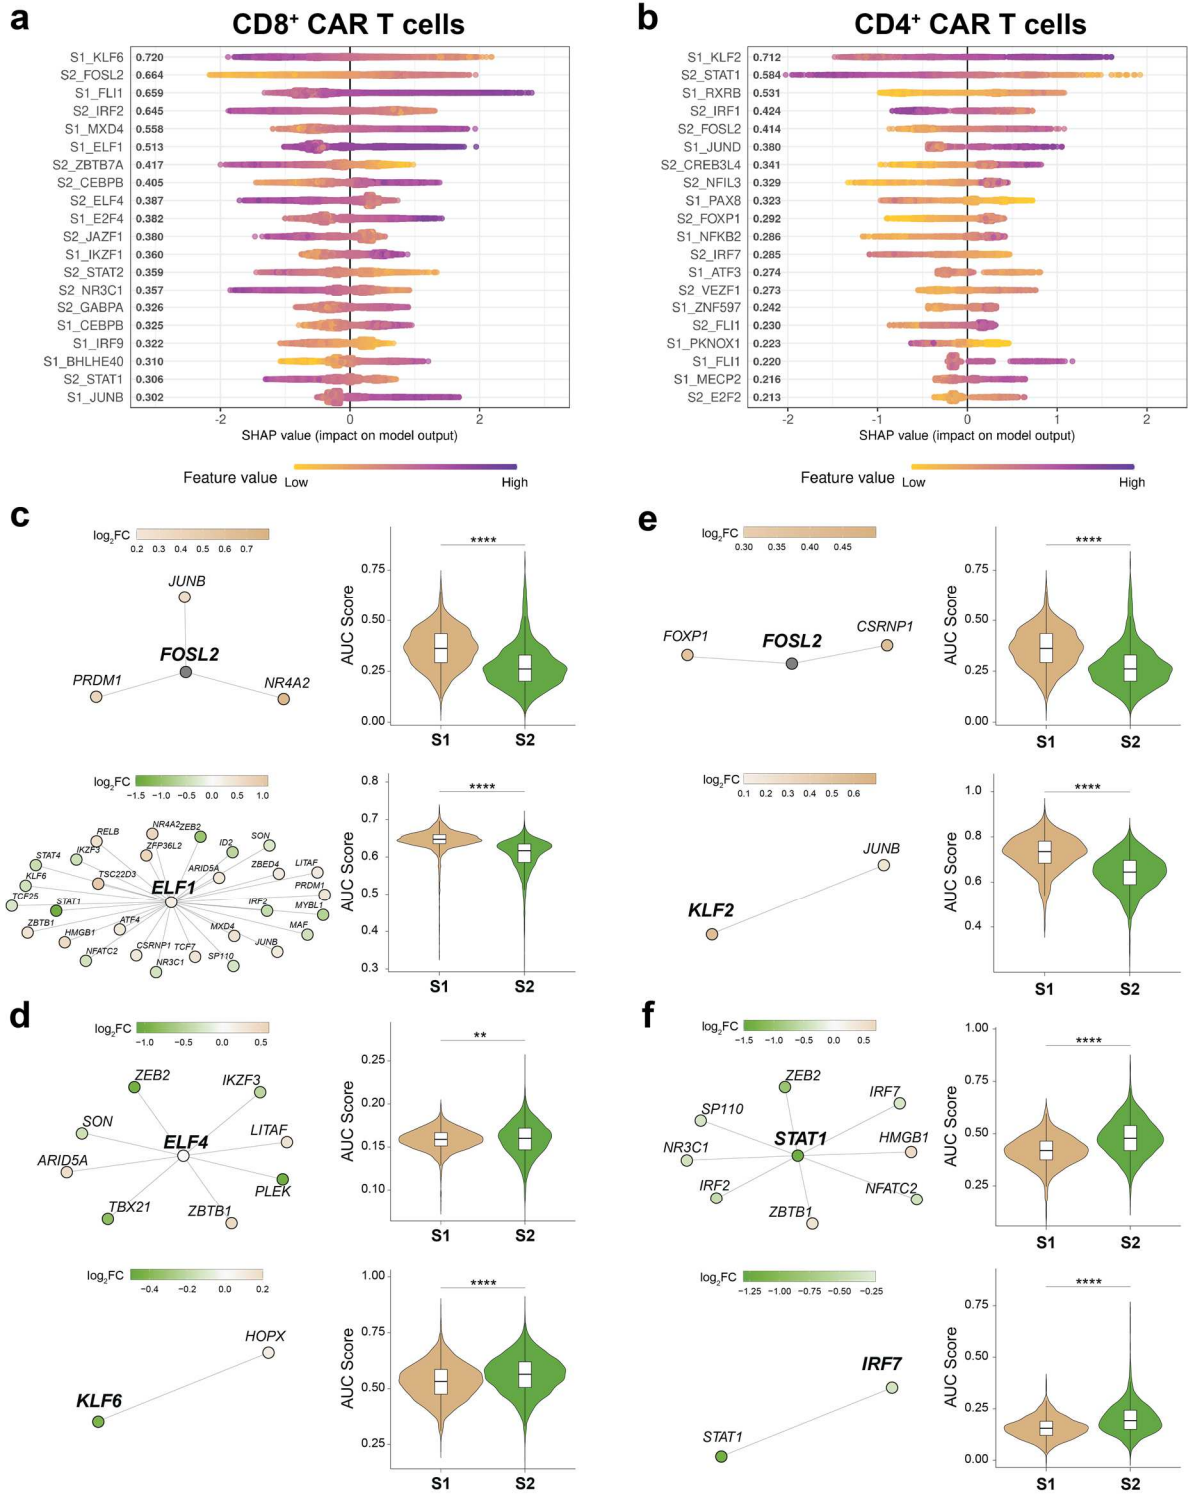 a
CD8⁺ CAR T cells
S1_KLF6 0.720
S2_FOSL2 0.664
S1_FLI1 0.659
S2_IRF2 0.645
S1_MXD4 0.558
S1_ELF1 0.513
S2_ZBTB7A 0.417
S2_CEBPB 0.405
S2_ELF4 0.387
S1_E2F4 0.382
S2_JAZF1 0.380
S1_IKZF1 0.360
S2_STAT2 0.359
S2_NR3C1 0.357
S2_GABPA 0.326
S1_CEBPB 0.325
S1_IRF9 0.322
S1_BHLHE40 0.310
S2_STAT1 0.306
S1_JUNB 0.302
-2 0 2
SHAP value (impact on model output)
Feature value Low High
b
CD4⁺ CAR T cells
S1_KLF2 0.712
S2_STAT1 0.584
S1_RXRB 0.531
S2_IRF1 0.424
S2_FOSL2 0.414
S1_JUND 0.380
S2_CREB3L4 0.341
S2_NFIL3 0.329
S1_PAX8 0.323
S2_FOXP1 0.292
S1_NFKB2 0.286
S2_IRF7 0.285
S1_ATF3 0.274
S2_VEZF1 0.273
S1_ZNF597 0.242
S2_FLI1 0.230
S1_PKNOX1 0.223
S1_FLI1 0.220
S1_MECP2 0.216
S2_E2F2 0.213
-2 -1 0 1 2
SHAP value (impact on model output)
Feature value Low High
c
log₂FC
0.2 0.3 0.4 0.5 0.6 0.7
JUNB
FOSL2
PRDM1
NR4A2
AUC Score
0.75
0.50
0.25
0.00
****
S1 S2
log₂FC
−1.5 −1.0 −0.5 0.0 0.5 1.0
NR4A2
ZEB2
RELB
SON
ZFP36L2
ID2
IKZF3
STAT4
ARID5A
ZBED4
LITAF
KLF6
TSC22D3
ELF1
PRDM1
TCF25
STAT1
IRF2
MYBL1
ZBTB1
ATF4
MXD4
MAF
HMGB1
JUNB
NFATC2
CSRNP1
TCF7
SP110
NR3C1
AUC Score
0.8
0.7
0.6
0.5
0.4
0.3
****
S1 S2
d
log₂FC
−1.0 −0.5 0.0 0.5
ZEB2
IKZF3
SON
LITAF
ELF4
ARID5A
PLEK
TBX21
ZBTB1
AUC Score
0.25
0.20
0.15
0.10
**
S1 S2
log₂FC
−0.4 −0.2 0.0 0.2
HOPX
KLF6
AUC Score
1.00
0.75
0.50
0.25
****
S1 S2
e
log₂FC
0.30 0.35 0.40 0.45
FOXP1
FOSL2
CSRNP1
AUC Score
0.75
0.50
0.25
0.00
****
S1 S2
log₂FC
0.1 0.2 0.3 0.4 0.5 0.6
JUNB
KLF2
AUC Score
1.0
0.8
0.6
0.4
****
S1 S2
f
log₂FC
−1.5 −1.0 −0.5 0.0 0.5
ZEB2
IRF7
SP110
STAT1
HMGB1
NR3C1
IRF2
NFATC2
ZBTB1
AUC Score
1.00
0.75
0.50
0.25
****
S1 S2
log₂FC
−1.25 −1.00 −0.75 −0.50 −0.25
IRF7
STAT1
AUC Score
0.75
0.50
0.25
0.00
****
S1 S2